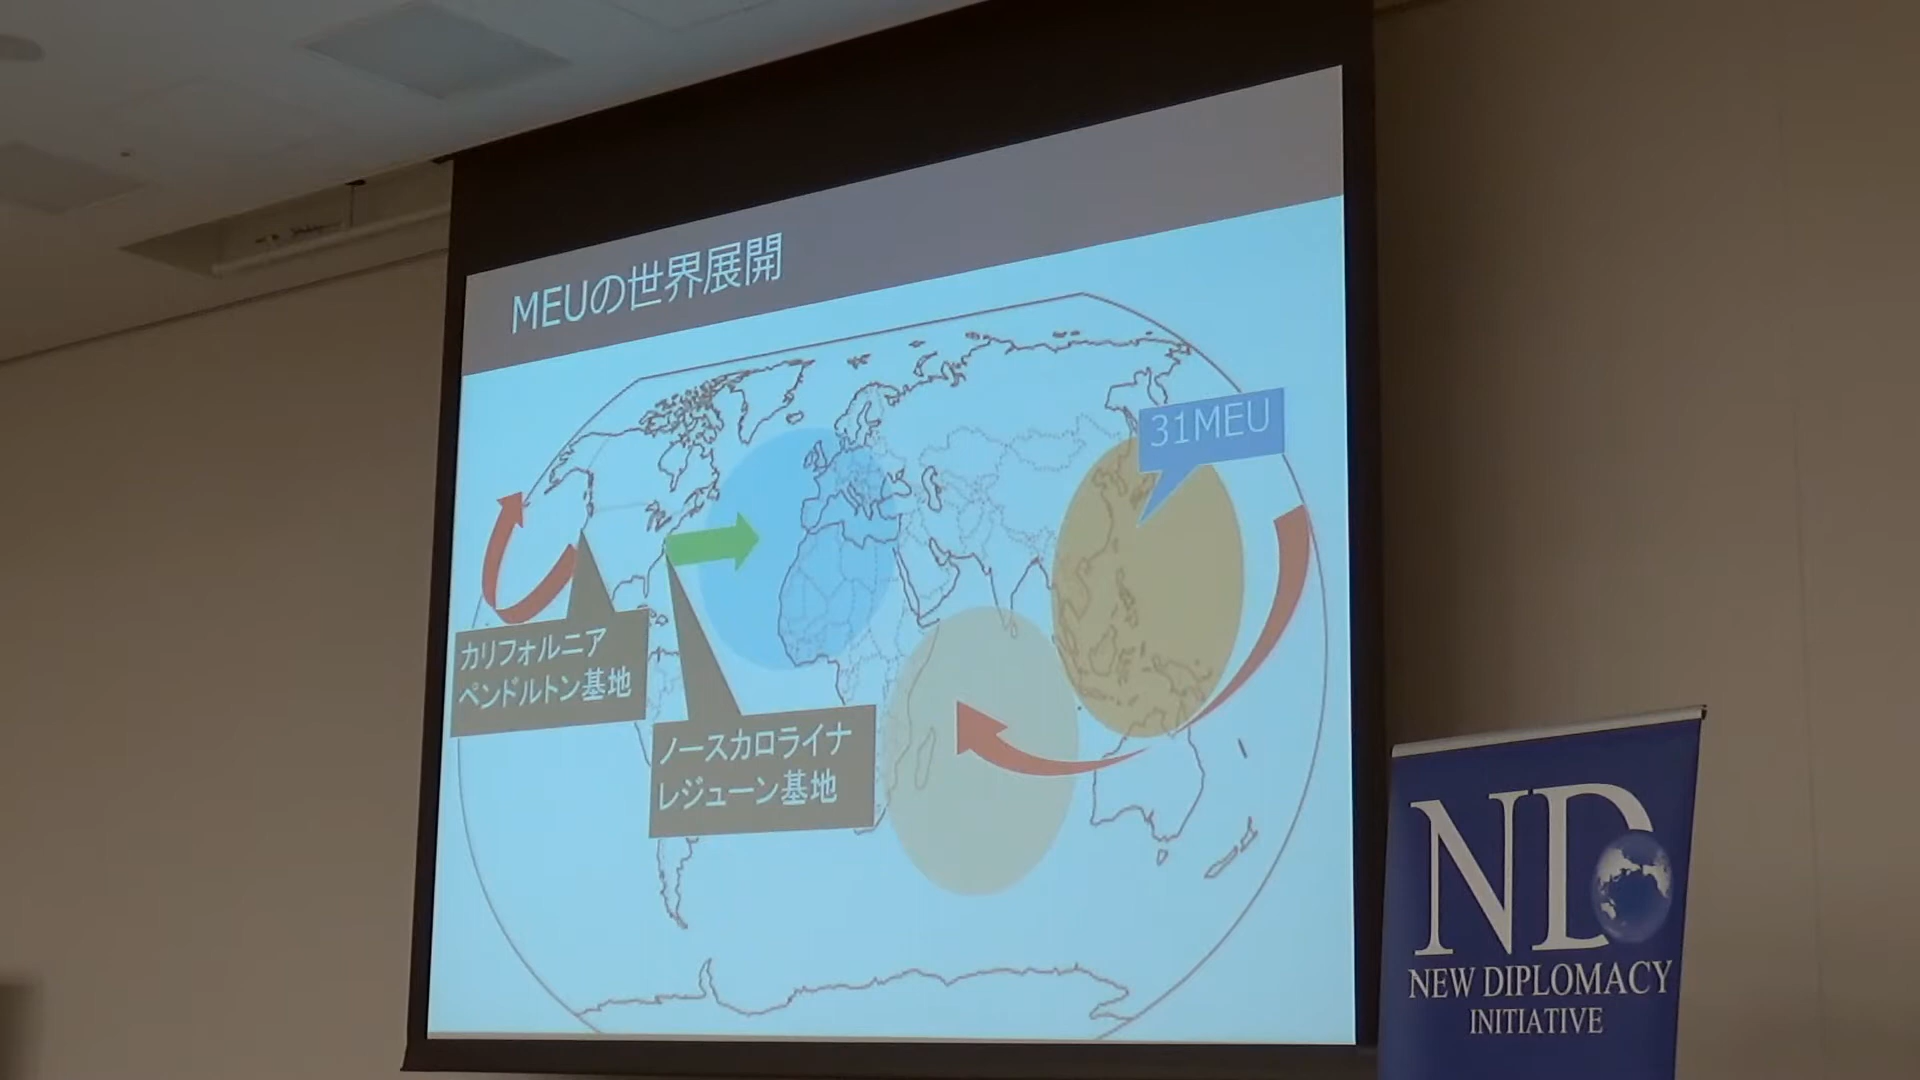 MEUの世界展開
31MEU
カリフォルニア
ペンドルトン基地
ノースカロライナ
レジューン基地
ND
NEW DIPLOMACY
INITIATIVE